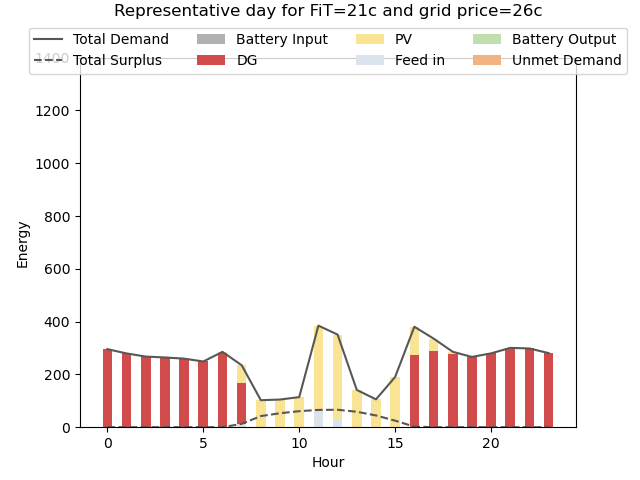 Representative day for FiT=21c and grid price=26c
Total Demand Battery Input PV Battery Output
Total Surplus DG Feed in Unmet Demand
1400
1200
1000
800
600
400
200
0
Energy
0 5 10 15 20
Hour